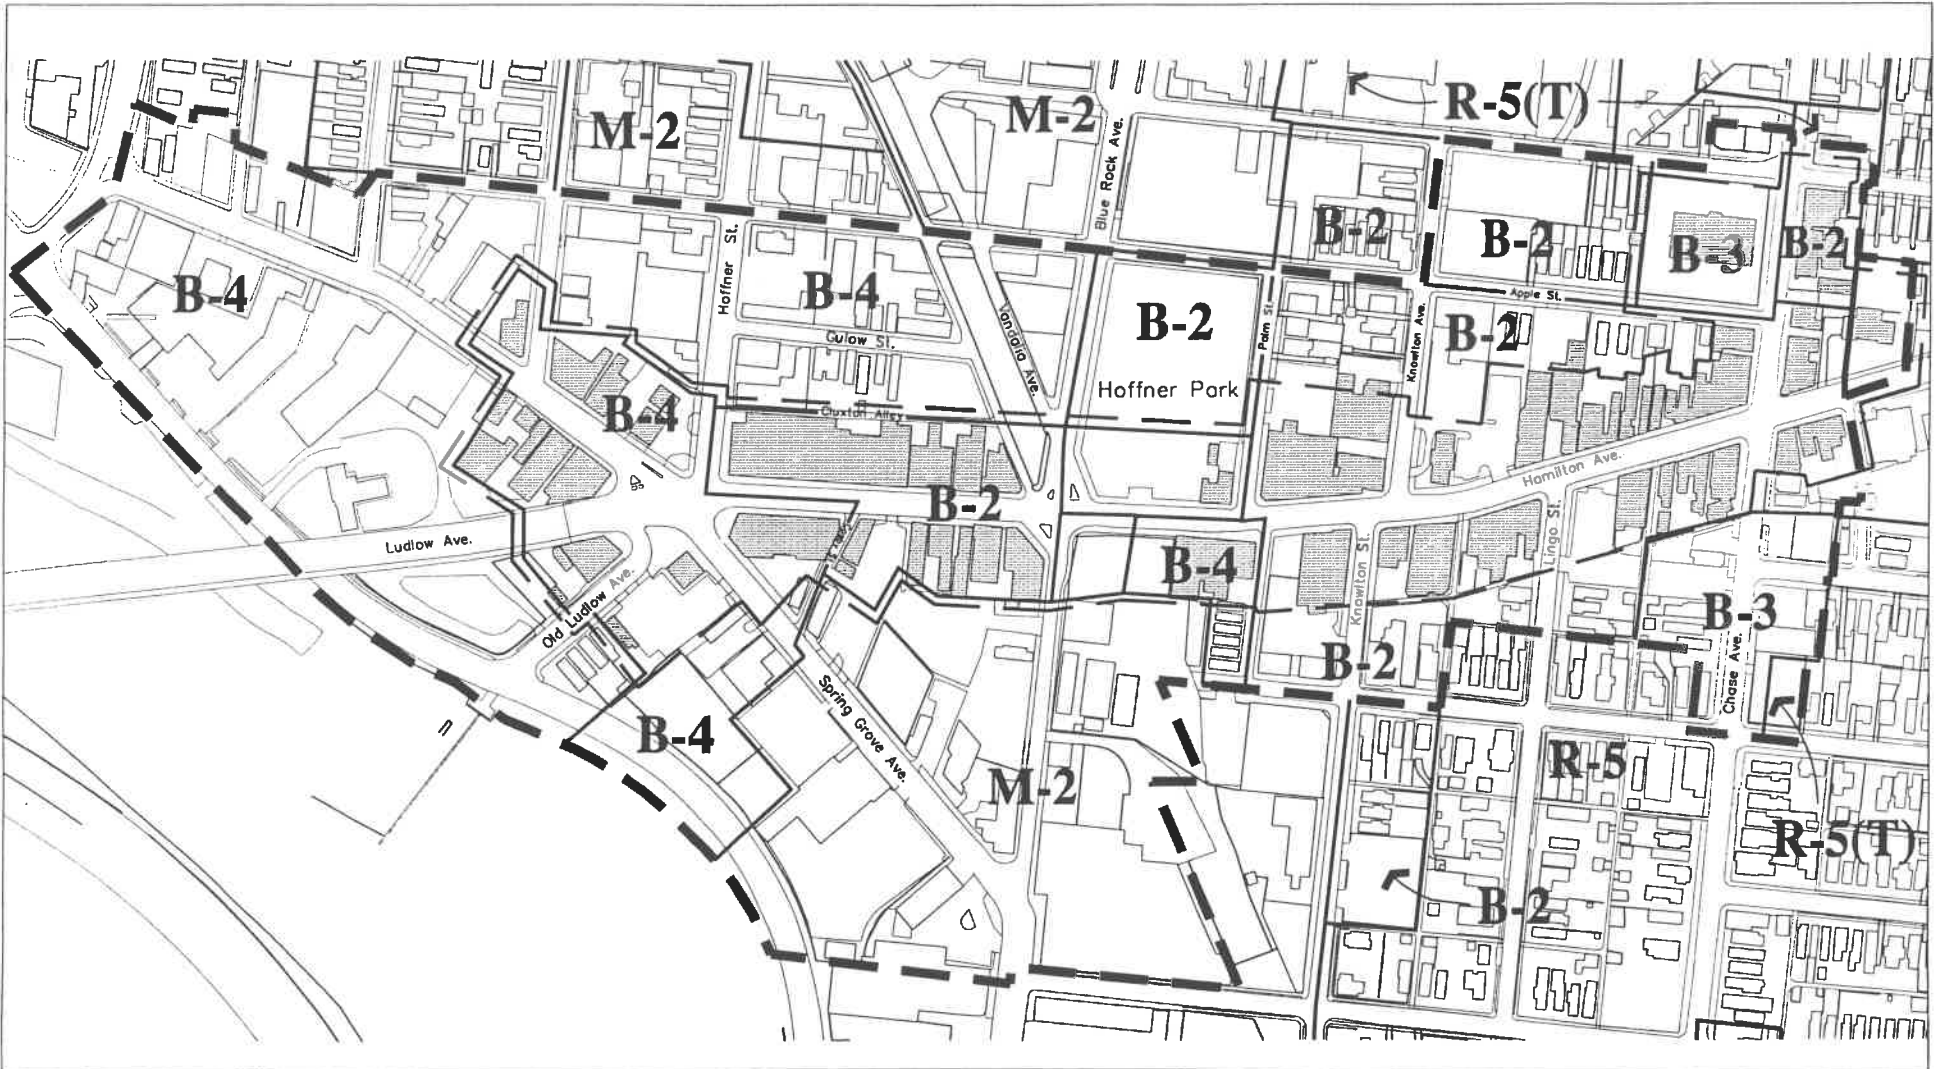 R-5(T)
M-2
M-2
Blue Rock Ave.
B-2
B-2
B-3
B-2
B-4
Hoffner St.
B-4
Vandalia Ave.
B-2
Palm St
Knowlton Ave.
Apple St.
B-2
Gulow St.
Hoffner Park
B-4
Cluxton Alley
Hamilton Ave.
B-2
Ludlow Ave.
Lingo St.
Knowlton St.
B-4
Old Ludlow Ave.
B-3
Chase Ave.
B-2
Spring Grove Ave.
B-4
M-2
R-5
R-5(T)
B-2